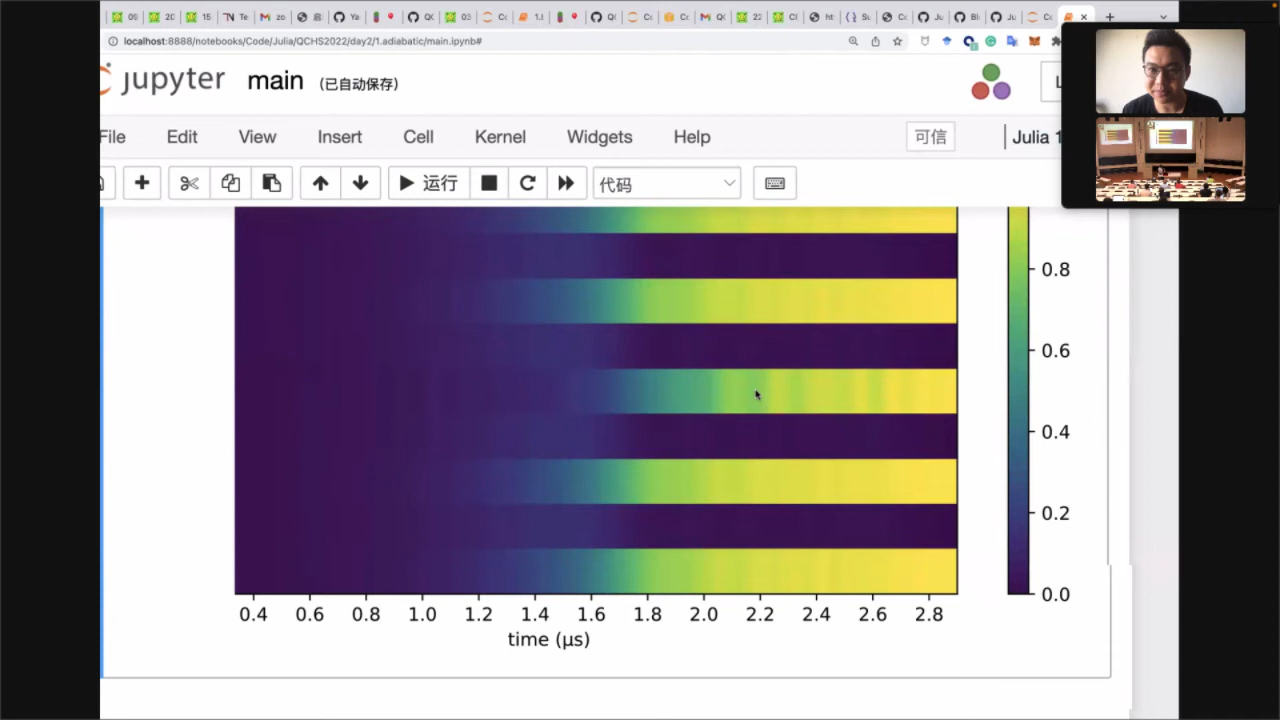 localhost:8888/notebooks/Code/Julia/QCHS2022/day2/1.adiabatic/main.ipynb#
jupyter main (已自动保存)
File Edit View Insert Cell Kernel Widgets Help 可信 Julia 1
运行 代码
0.8
0.6
0.4
0.2
0.0
0.4 0.6 0.8 1.0 1.2 1.4 1.6 1.8 2.0 2.2 2.4 2.6 2.8
time (μs)